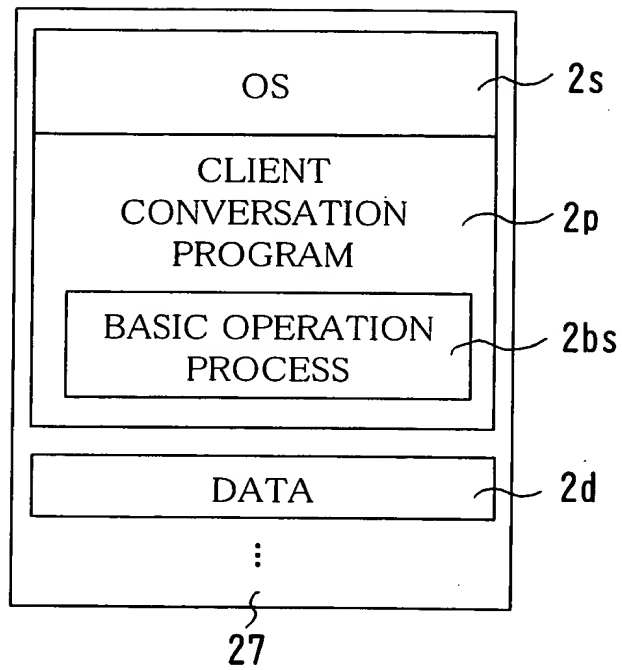 OS
2s
CLIENT
CONVERSATION
PROGRAM
2p
BASIC OPERATION
PROCESS
2bs
DATA
2d
⋮
27